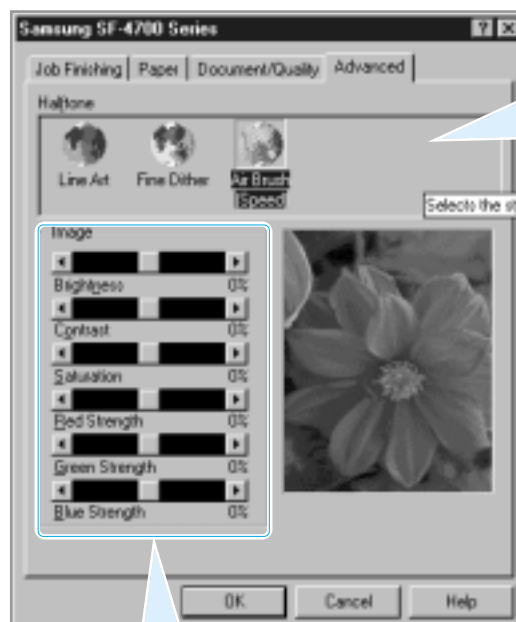 Samsung SF-4700 Series
Job Finishing Paper Document/Quality Advanced
Halftone
Line Art Fine Dither Air Brush
(Speed)
Selects the st
Image
Brightness 0%
Contrast 0%
Saturation 0%
Red Strength 0%
Green Strength 0%
Blue Strength 0%
OK Cancel Help